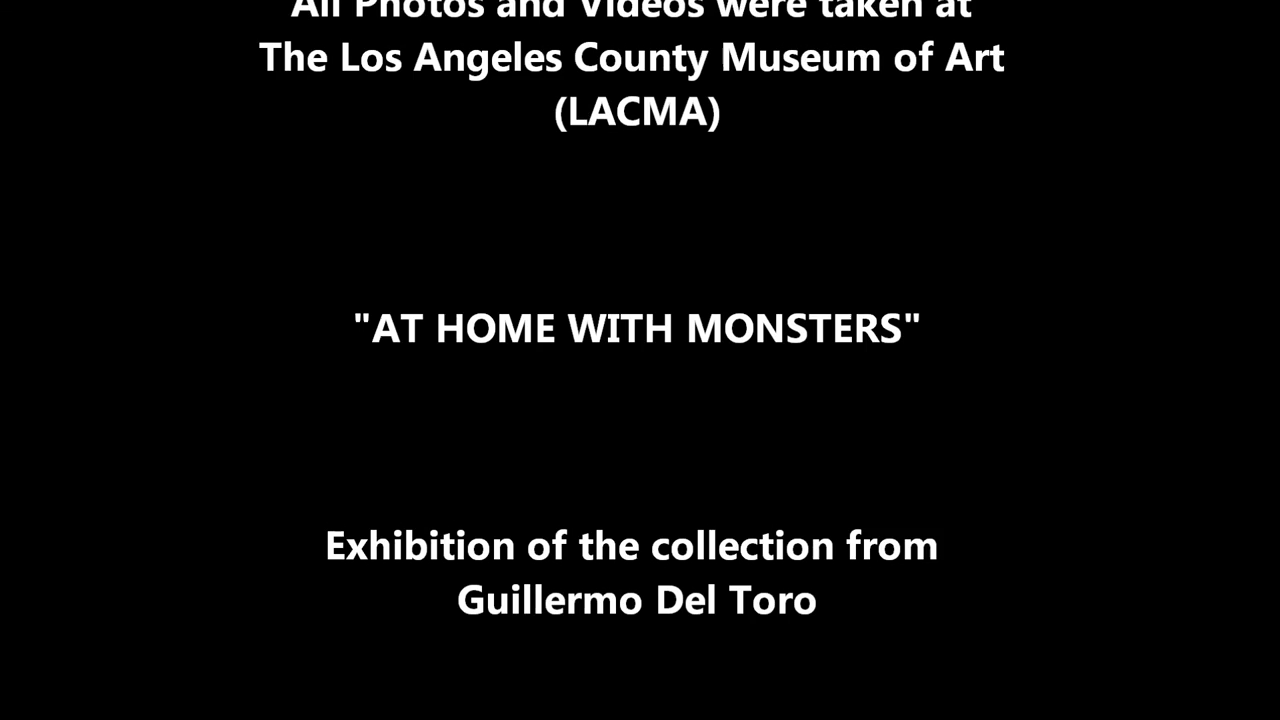 All Photos and Videos were taken at
The Los Angeles County Museum of Art
(LACMA)
"AT HOME WITH MONSTERS"
Exhibition of the collection from
Guillermo Del Toro